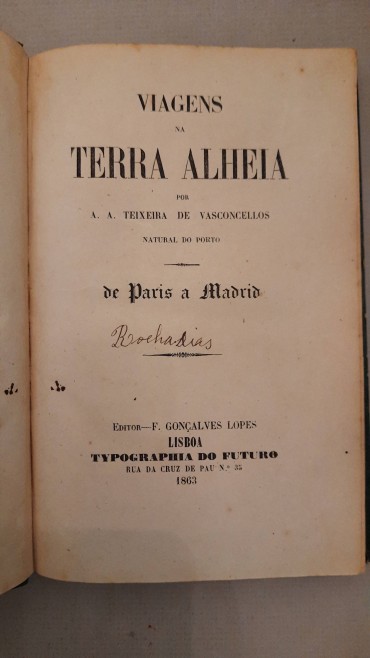 VIAGENS
NA
TERRA ALHEIA
POR
A. A. TEIXEIRA DE VASCONCELLOS
NATURAL DO PORTO
de Paris a Madrid
Rochadias
EDITOR—F. GONÇALVES LOPES
LISBOA
TYPOGRAPHIA DO FUTURO
RUA DA CRUZ DE PAU N.º 35
1863